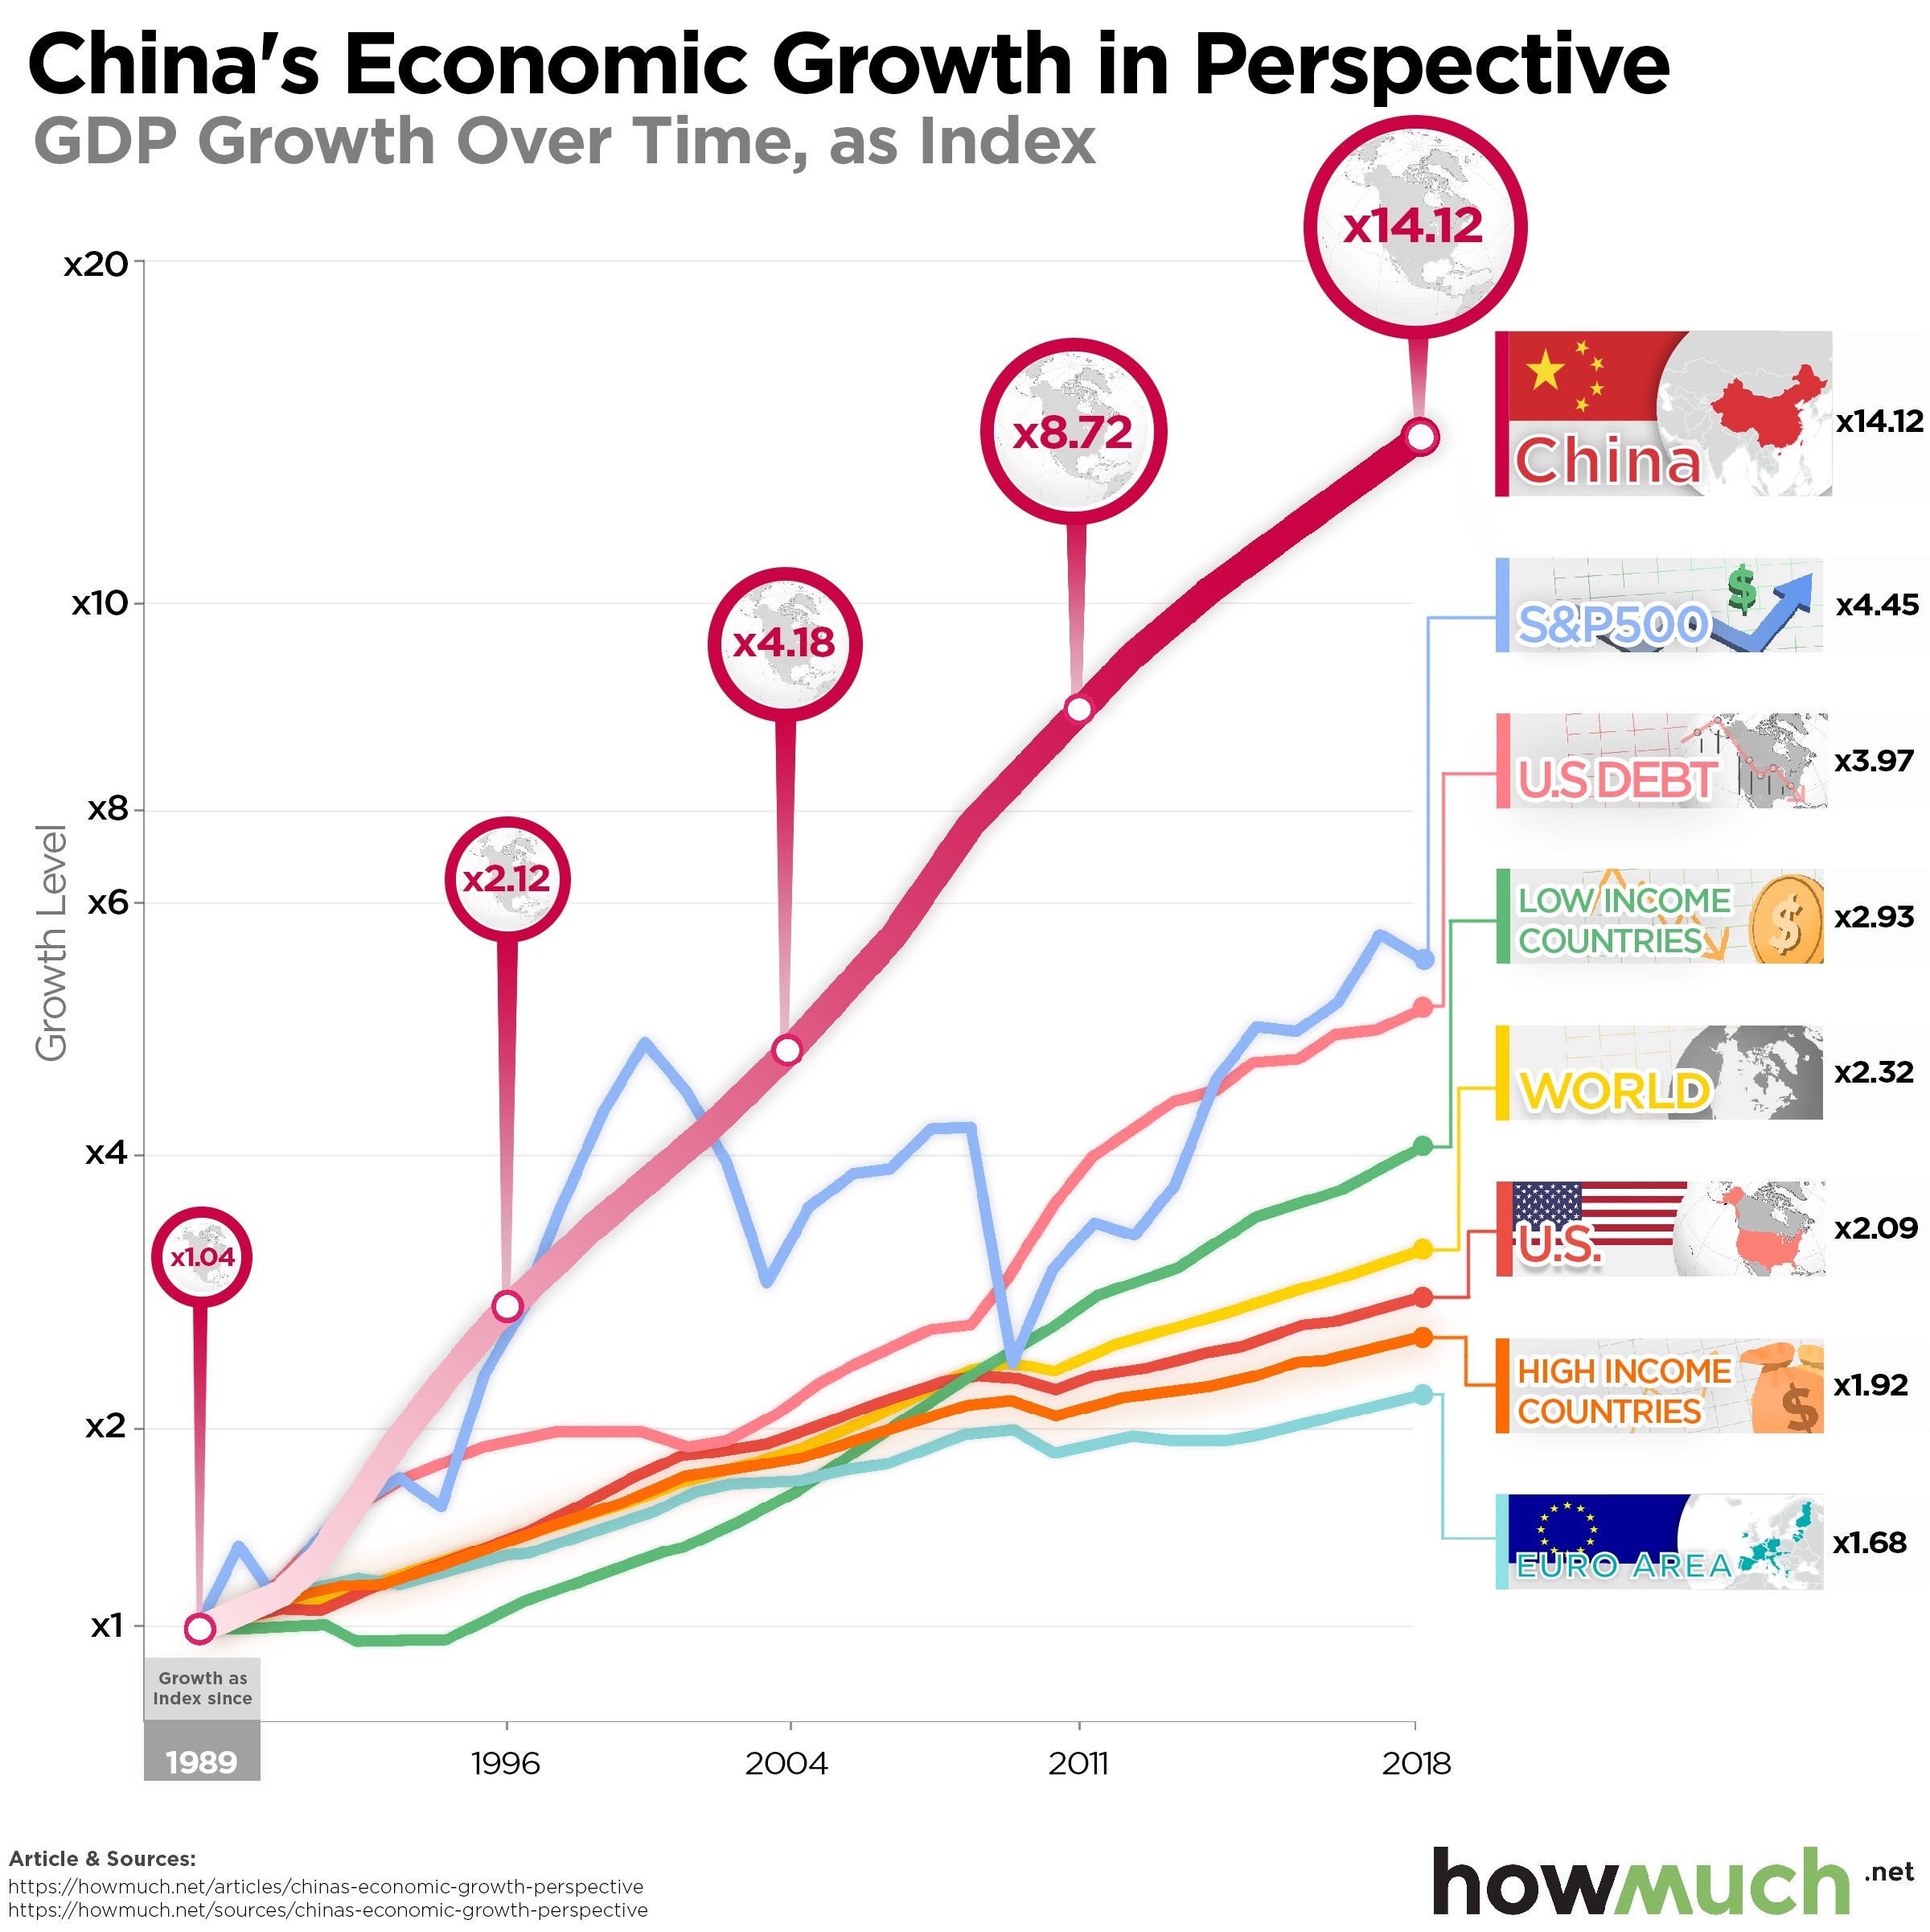 China's Economic Growth in Perspective
GDP Growth Over Time, as Index
x14.12
x20
x8.72
China
x14.12
x4.18
x10
S&P500
$
x4.45
U.S DEBT
x3.97
x8
x2.12
x6
Growth Level
LOW INCOME
COUNTRIES
$
x2.93
WORLD
x2.32
x4
x1.04
U.S.
x2.09
HIGH INCOME
COUNTRIES
$
x1.92
x2
EURO AREA
x1.68
x1
Growth as
Index since
1989
1996
2004
2011
2018
Article & Sources:
https://howmuch.net/articles/chinas-economic-growth-perspective
https://howmuch.net/sources/chinas-economic-growth-perspective
howmuch.net